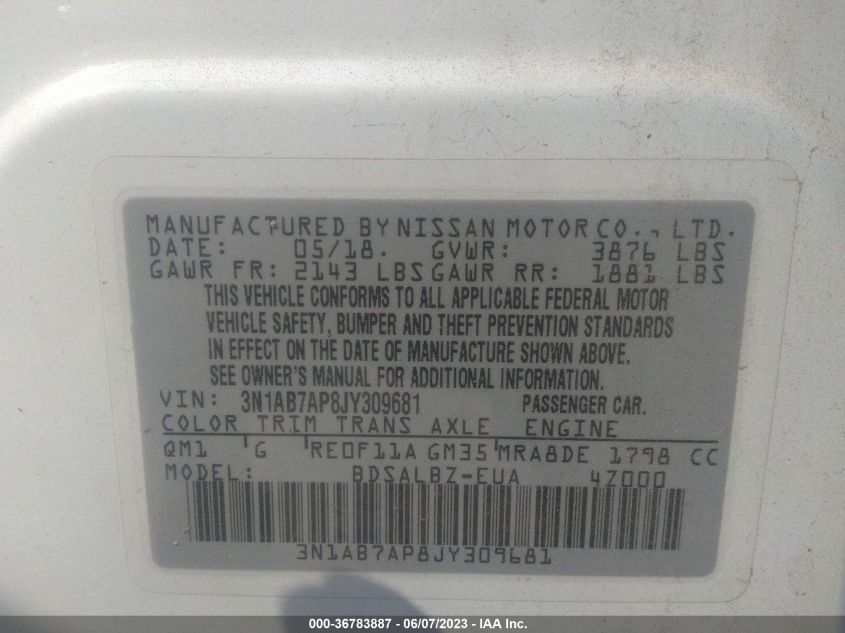 MANUFACTURED BY NISSAN MOTOR CO., LTD.
DATE: 05/18. GVWR: 3876 LBS
GAWR FR: 2143 LBS GAWR RR: 1881 LBS
THIS VEHICLE CONFORMS TO ALL APPLICABLE FEDERAL MOTOR
VEHICLE SAFETY, BUMPER AND THEFT PREVENTION STANDARDS
IN EFFECT ON THE DATE OF MANUFACTURE SHOWN ABOVE.
SEE OWNER'S MANUAL FOR ADDITIONAL INFORMATION.
VIN: 3N1AB7AP8JY309681 PASSENGER CAR.
COLOR TRIM TRANS AXLE ENGINE
QM1 G RE0F11A GM35 MRA8DE 1798 CC
MODEL: BDSALBZ-EUA 4Z000
3N1AB7AP8JY309681
000-36783887 - 06/07/2023 - IAA Inc.